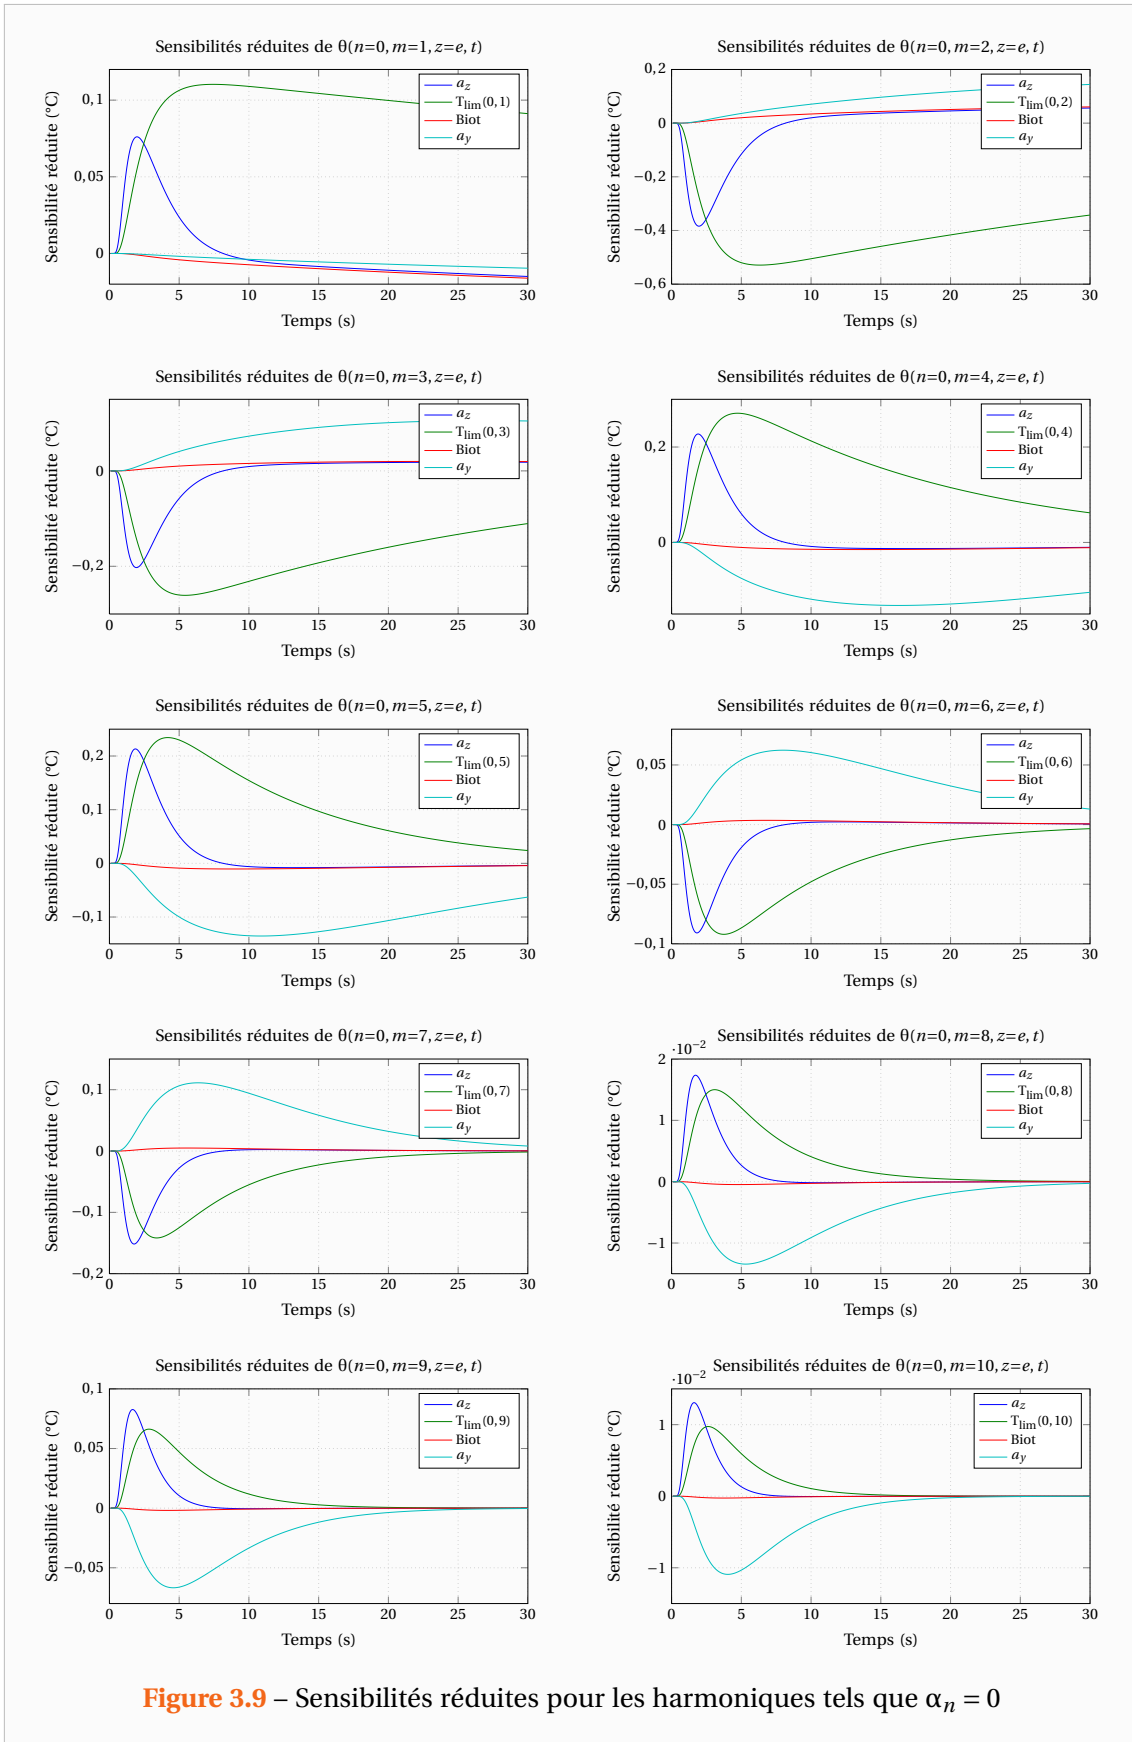 Sensibilités réduites de θ(n=0, m=1, z=e, t)
Sensibilité réduite (°C)
0,1
0,05
0
a_z
T_lim(0, 1)
Biot
a_y
0 5 10 15 20 25 30
Temps (s)
Sensibilités réduites de θ(n=0, m=2, z=e, t)
Sensibilité réduite (°C)
0,2
0
−0,2
−0,4
−0,6
a_z
T_lim(0, 2)
Biot
a_y
0 5 10 15 20 25 30
Temps (s)
Sensibilités réduites de θ(n=0, m=3, z=e, t)
Sensibilité réduite (°C)
0
−0,2
a_z
T_lim(0, 3)
Biot
a_y
0 5 10 15 20 25 30
Temps (s)
Sensibilités réduites de θ(n=0, m=4, z=e, t)
Sensibilité réduite (°C)
0,2
0
a_z
T_lim(0, 4)
Biot
a_y
0 5 10 15 20 25 30
Temps (s)
Sensibilités réduites de θ(n=0, m=5, z=e, t)
Sensibilité réduite (°C)
0,2
0,1
0
−0,1
a_z
T_lim(0, 5)
Biot
a_y
0 5 10 15 20 25 30
Temps (s)
Sensibilités réduites de θ(n=0, m=6, z=e, t)
Sensibilité réduite (°C)
0,05
0
−0,05
−0,1
a_z
T_lim(0, 6)
Biot
a_y
0 5 10 15 20 25 30
Temps (s)
Sensibilités réduites de θ(n=0, m=7, z=e, t)
Sensibilité réduite (°C)
0,1
0
−0,1
−0,2
a_z
T_lim(0, 7)
Biot
a_y
0 5 10 15 20 25 30
Temps (s)
Sensibilités réduites de θ(n=0, m=8, z=e, t)
·10⁻²
Sensibilité réduite (°C)
2
1
0
−1
a_z
T_lim(0, 8)
Biot
a_y
0 5 10 15 20 25 30
Temps (s)
Sensibilités réduites de θ(n=0, m=9, z=e, t)
Sensibilité réduite (°C)
0,1
0,05
0
−0,05
a_z
T_lim(0, 9)
Biot
a_y
0 5 10 15 20 25 30
Temps (s)
Sensibilités réduites de θ(n=0, m=10, z=e, t)
·10⁻²
Sensibilité réduite (°C)
1
0
−1
a_z
T_lim(0, 10)
Biot
a_y
0 5 10 15 20 25 30
Temps (s)
Figure 3.9 – Sensibilités réduites pour les harmoniques tels que α_n = 0